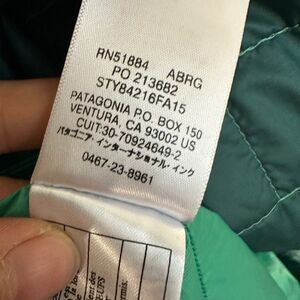 RN51884 ABRG
PO 213682
STY84216FA15
PATAGONIA P.O. BOX 150
VENTURA, CA 93002 US
CUIT:30-70924649-2
パタゴニア・インターナショナル・インク
0467-23-8961